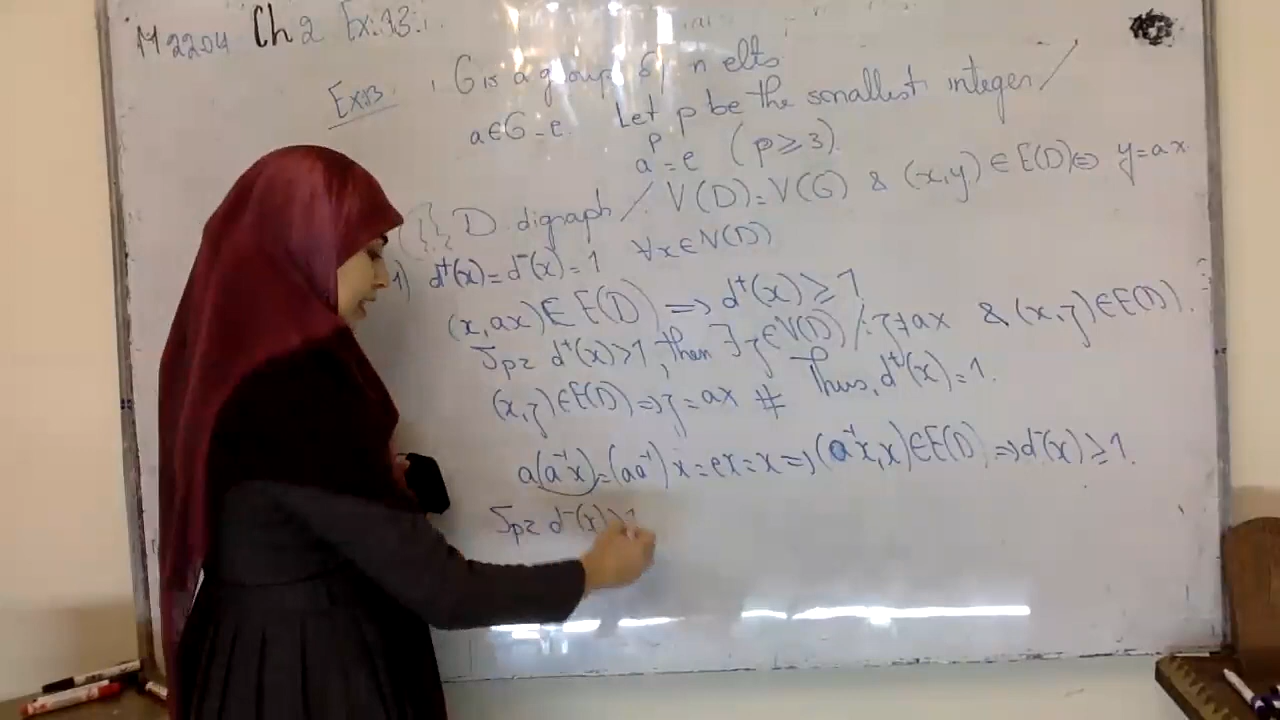 M2204 Ch 2 Ex:13:
Ex13. G is a group of n elts
a∈G-e. Let p be the smallest integer /
a^p = e (p ≥ 3).
D digraph / V(D)=V(G) & (x,y)∈E(D) ⇔ y=ax
1) d⁺(x)=d⁻(x)=1 ∀x∈V(D)
(x,ax)∈E(D) ⟹ d⁺(x) ≥ 1
Spz d⁺(x)>1, then ∃ z∈V(D) / z≠ax & (x,z)∈E(D).
(x,z)∈E(D) ⟹ z=ax # Thus, d⁺(x)=1.
a(a⁻¹x)=(aa⁻¹)x=ex=x ⟹ (a⁻¹x,x)∈E(D) ⟹ d⁻(x) ≥ 1.
Spz d⁻(x)>1